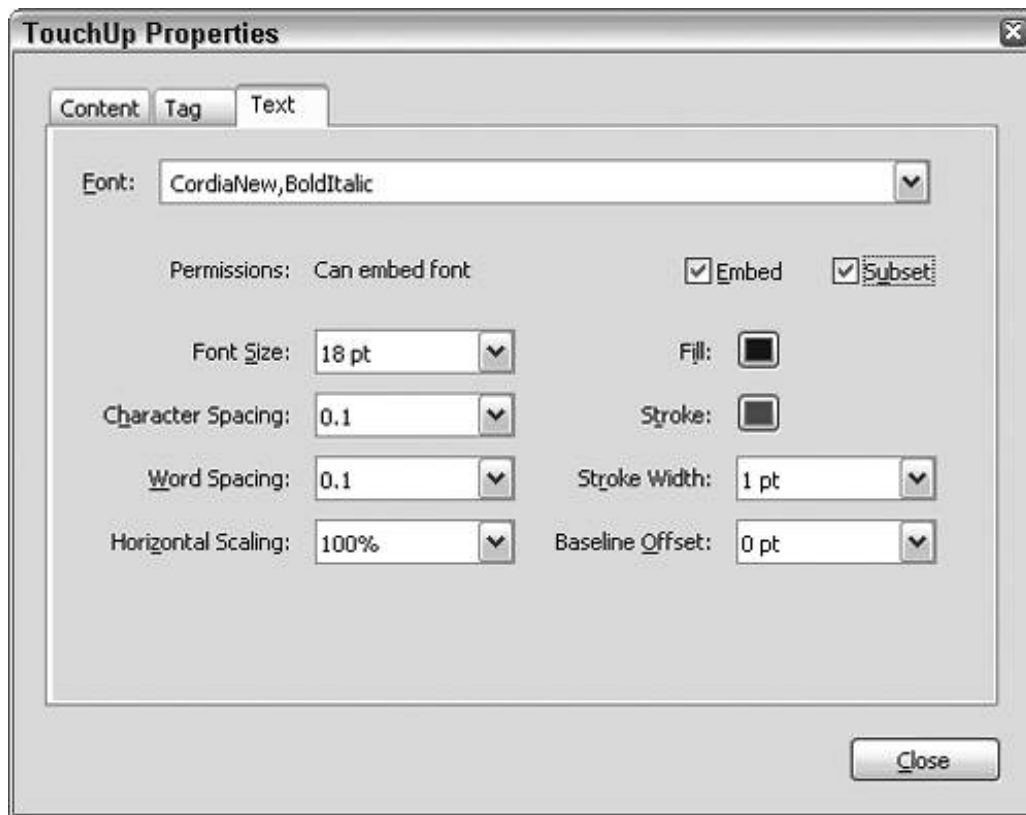 TouchUp Properties
Content Tag Text
Font: CordiaNew,BoldItalic
Permissions: Can embed font Embed Subset
Font Size: 18 pt Fill:
Character Spacing: 0.1 Stroke:
Word Spacing: 0.1 Stroke Width: 1 pt
Horizontal Scaling: 100% Baseline Offset: 0 pt
Close